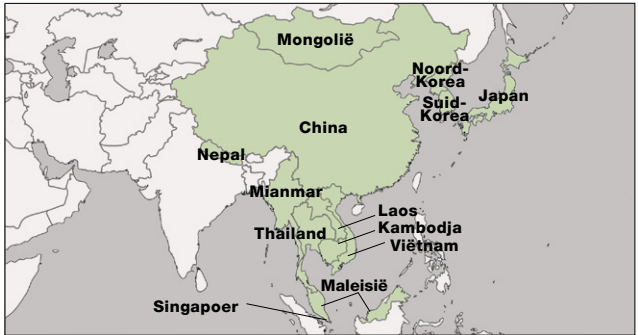 Mongolië
Noord-
Korea
Suid-
Korea
Japan
China
Nepal
Mianmar
Laos
Kambodja
Thailand
Viëtnam
Maleisië
Singapoer